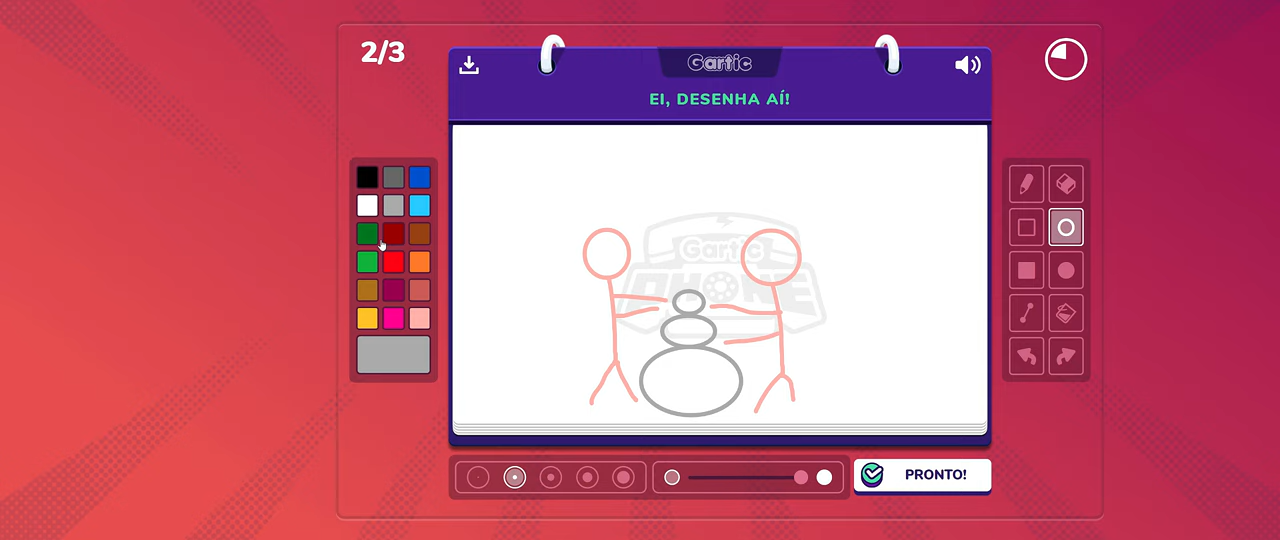 2/3
Gartic
EI, DESENHA AÍ!
Gartic
PHONE
PRONTO!